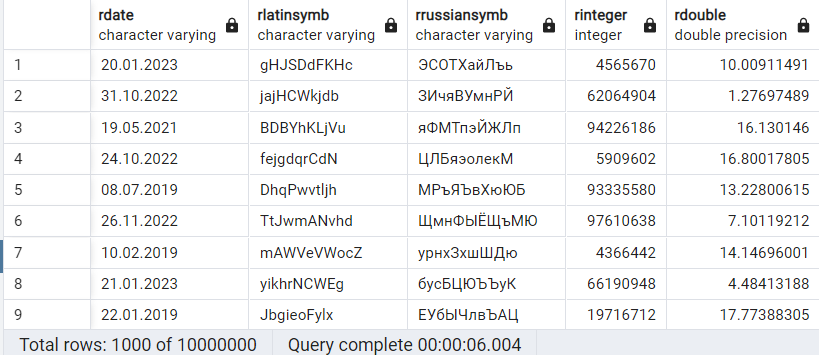 rdate rlatinsymb rrussiansymb rinteger rdouble
character varying character varying character varying integer double precision
1 20.01.2023 gHJSDdFKHc ЭСОТХайЛъь 4565670 10.00911491
2 31.10.2022 jajHCWkjdb ЗИчяВУмнРЙ 62064904 1.27697489
3 19.05.2021 BDBYhKLjVu яФМТпэЙЖЛп 94226186 16.130146
4 24.10.2022 fejgdqrCdN ЦЛБяэолекМ 5909602 16.80017805
5 08.07.2019 DhqPwvtljh МРъЯЪвХюЮБ 93335580 13.22800615
6 26.11.2022 TtJwmANvhd ЩмнФЫЁЩъМЮ 97610638 7.10119212
7 10.02.2019 mAWVeVWocZ урнхЗхшШДю 4366442 14.14696001
8 21.01.2023 yikhrNCWEg бусБЦЮЪЪуК 66190948 4.48413188
9 22.01.2019 JbgieoFylx ЕУбЫЧлвЪАЦ 19716712 17.77388305
Total rows: 1000 of 10000000 Query complete 00:00:06.004